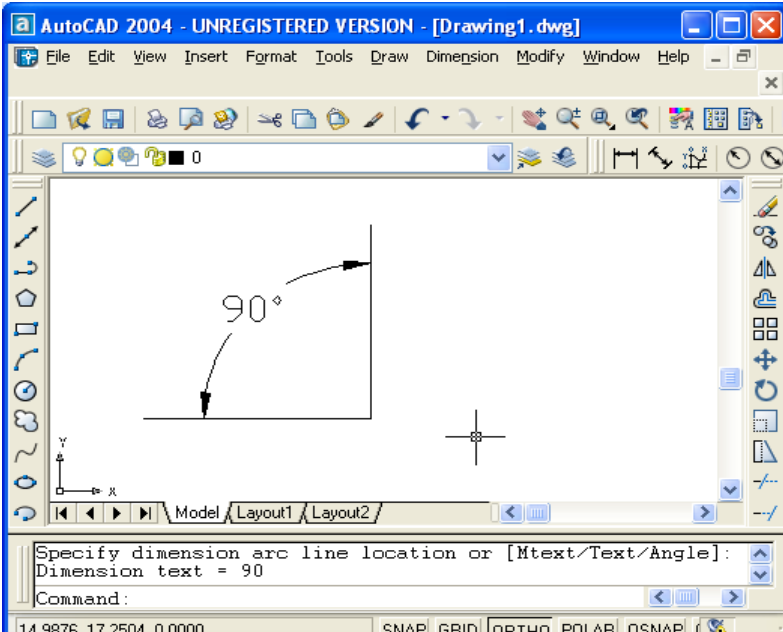 AutoCAD 2004 - UNREGISTERED VERSION - [Drawing1.dwg]
File Edit View Insert Format Tools Draw Dimension Modify Window Help
0
90°
Y
X
Model Layout1 Layout2
Specify dimension arc line location or [Mtext/Text/Angle]:
Dimension text = 90
Command:
14.9876, 17.2504, 0.0000 SNAP GRID ORTHO POLAR OSNAP